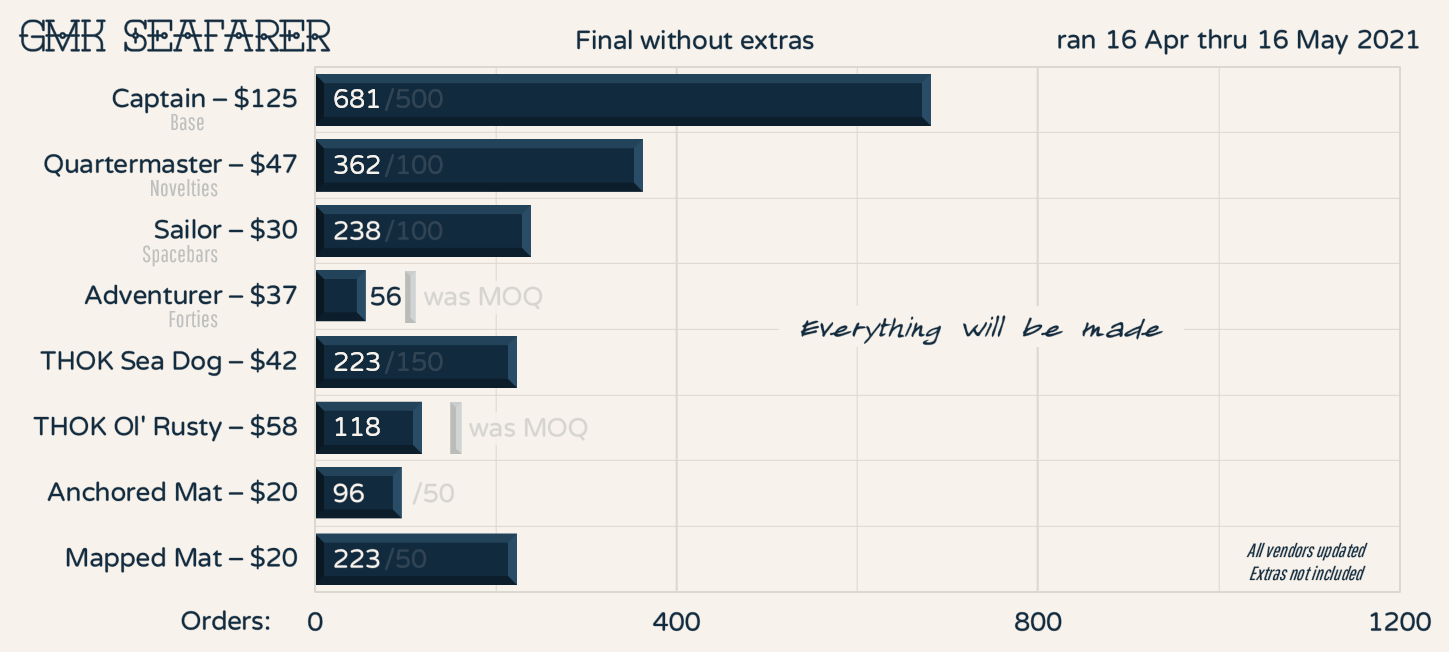 GMK SEAFARER Final without extras ran 16 Apr thru 16 May 2021
Captain – $125 681 /500
Base
Quartermaster – $47 362 /100
Novelties
Sailor – $30 238 /100
Spacebars
Adventurer – $37 56 was MOQ
Forties
Everything will be made
THOK Sea Dog – $42 223 /150
THOK Ol' Rusty – $58 118 was MOQ
Anchored Mat – $20 96 /50
Mapped Mat – $20 223 /50
All vendors updated
Extras not included
Orders: 0 400 800 1200